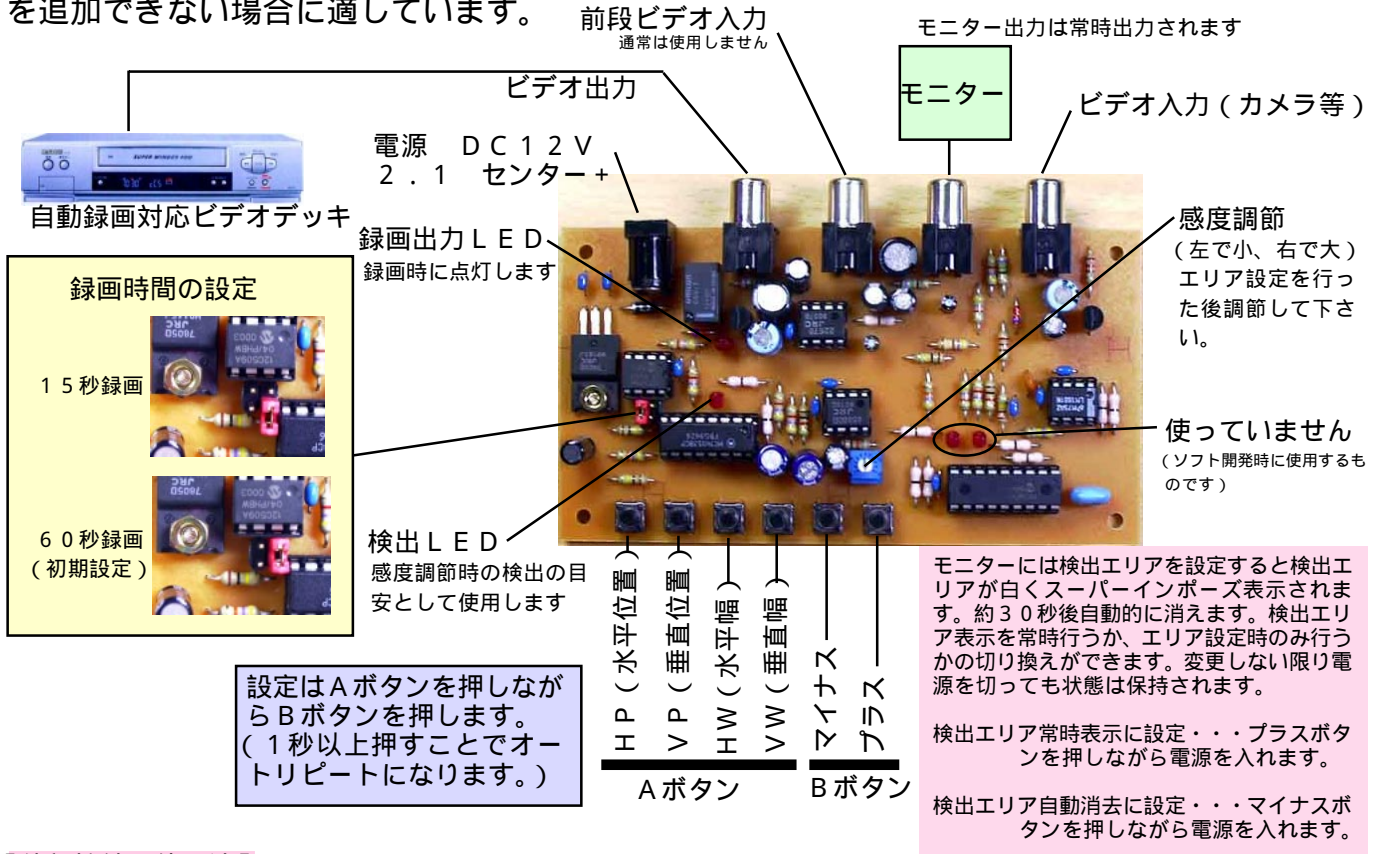 を追加できない場合に適しています。
前段ビデオ入力
通常は使用しません
モニター出力は常時出力されます
ビデオ出力
モニター
ビデオ入力(カメラ等)
電源 DC12V
2.1 センター+
自動録画対応ビデオデッキ
録画出力LED
録画時に点灯します
感度調節
(左で小、右で大)
エリア設定を行っ
た後調節して下さ
い。
録画時間の設定
15秒録画
60秒録画
(初期設定)
使っていません
(ソフト開発時に使用するも
のです)
検出LED
感度調節時の検出の目
安として使用します
HP(水平位置)
VP(垂直位置)
HW(水平幅)
VW(垂直幅)
マイナス
プラス
Aボタン
Bボタン
設定はAボタンを押しなが
らBボタンを押します。
(1秒以上押すことでオー
トリピートになります。)
モニターには検出エリアを設定すると検出エ
リアが白くスーパーインポーズ表示されま
す。約30秒後自動的に消えます。検出エリ
ア表示を常時行うか、エリア設定時のみ行う
かの切り換えができます。変更しない限り電
源を切っても状態は保持されます。
検出エリア常時表示に設定・・・プラスボタ
ンを押しながら電源を入れます。
検出エリア自動消去に設定・・・マイナスボ
タンを押しながら電源を入れます。